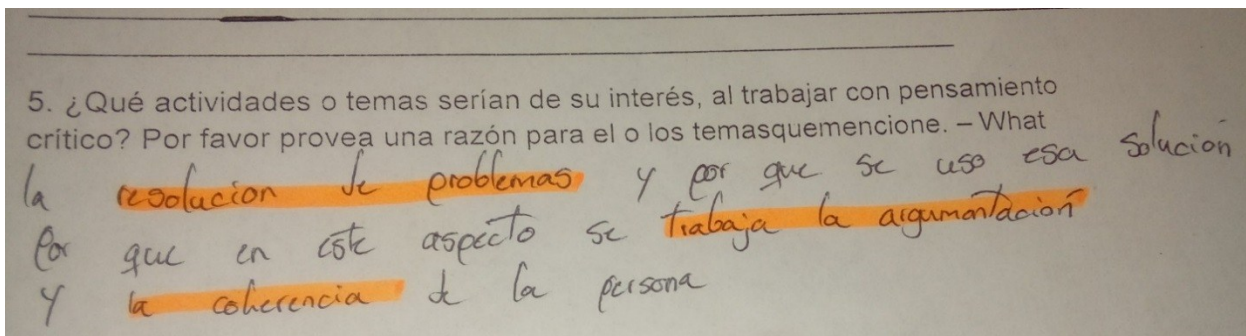 5. ¿Qué actividades o temas serían de su interés, al trabajar con pensamiento
crítico? Por favor provea una razón para el o los temasquemencione. – What
la resolucion de problemas y por que se uso esa solución
Por que en este aspecto se trabaja la argumentación
y la coherencia de la persona